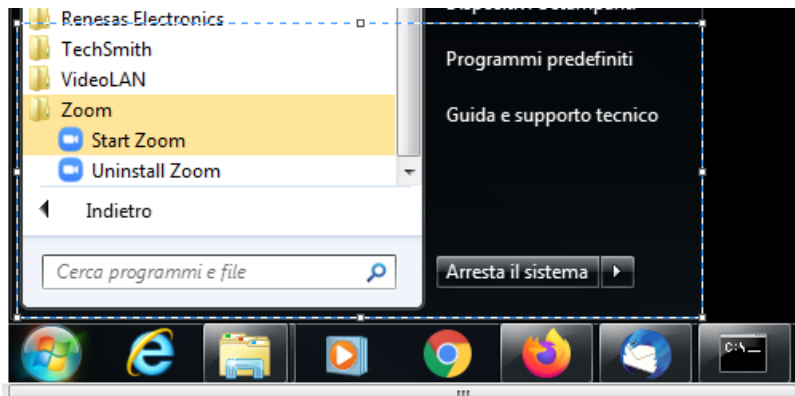 Renesas Electronics
TechSmith
VideoLAN
Zoom
Start Zoom
Uninstall Zoom
Indietro
Cerca programmi e file
Programmi predefiniti
Guida e supporto tecnico
Arresta il sistema
C:\_